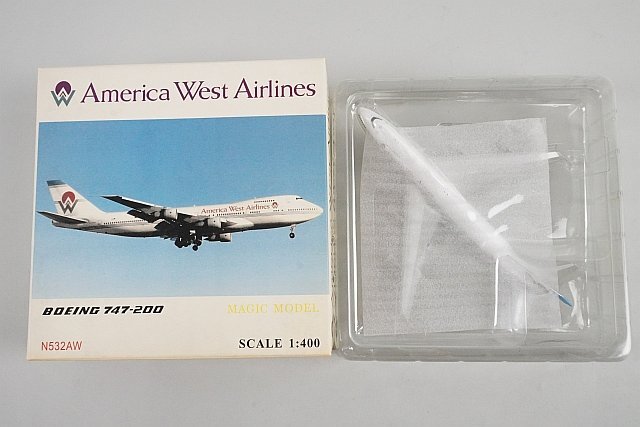 America West Airlines
America West Airlines
BOEING 747-200
MAGIC MODEL
N532AW
SCALE 1:400